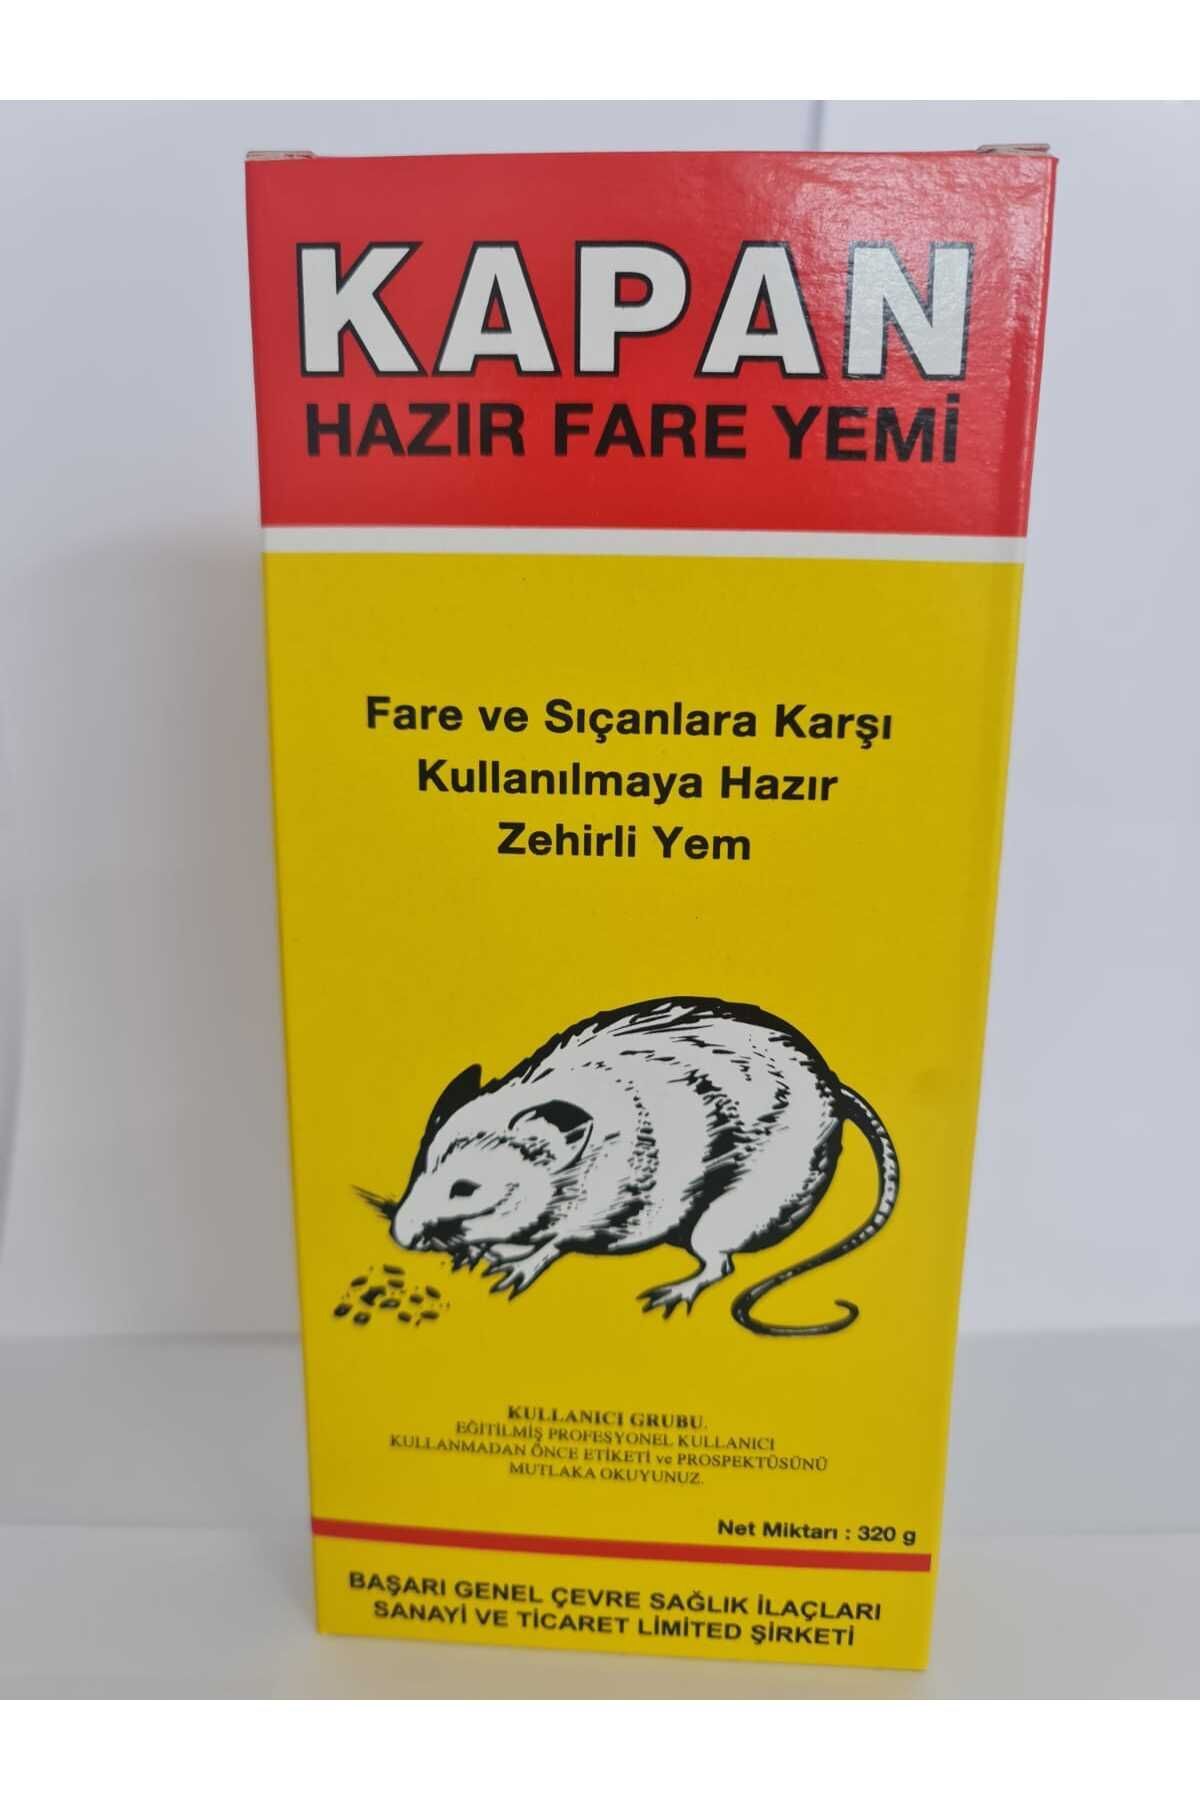 KAPAN
HAZIR FARE YEMİ
Fare ve Sıçanlara Karşı
Kullanılmaya Hazır
Zehirli Yem
KULLANICI GRUBU.
EĞİTİLMİŞ PROFESYONEL KULLANICI
KULLANMADAN ÖNCE ETİKETİ ve PROSPEKTÜSÜNÜ
MUTLAKA OKUYUNUZ.
Net Miktarı : 320 g
BAŞARI GENEL ÇEVRE SAĞLIK İLAÇLARI
SANAYİ VE TİCARET LİMİTED ŞİRKETİ